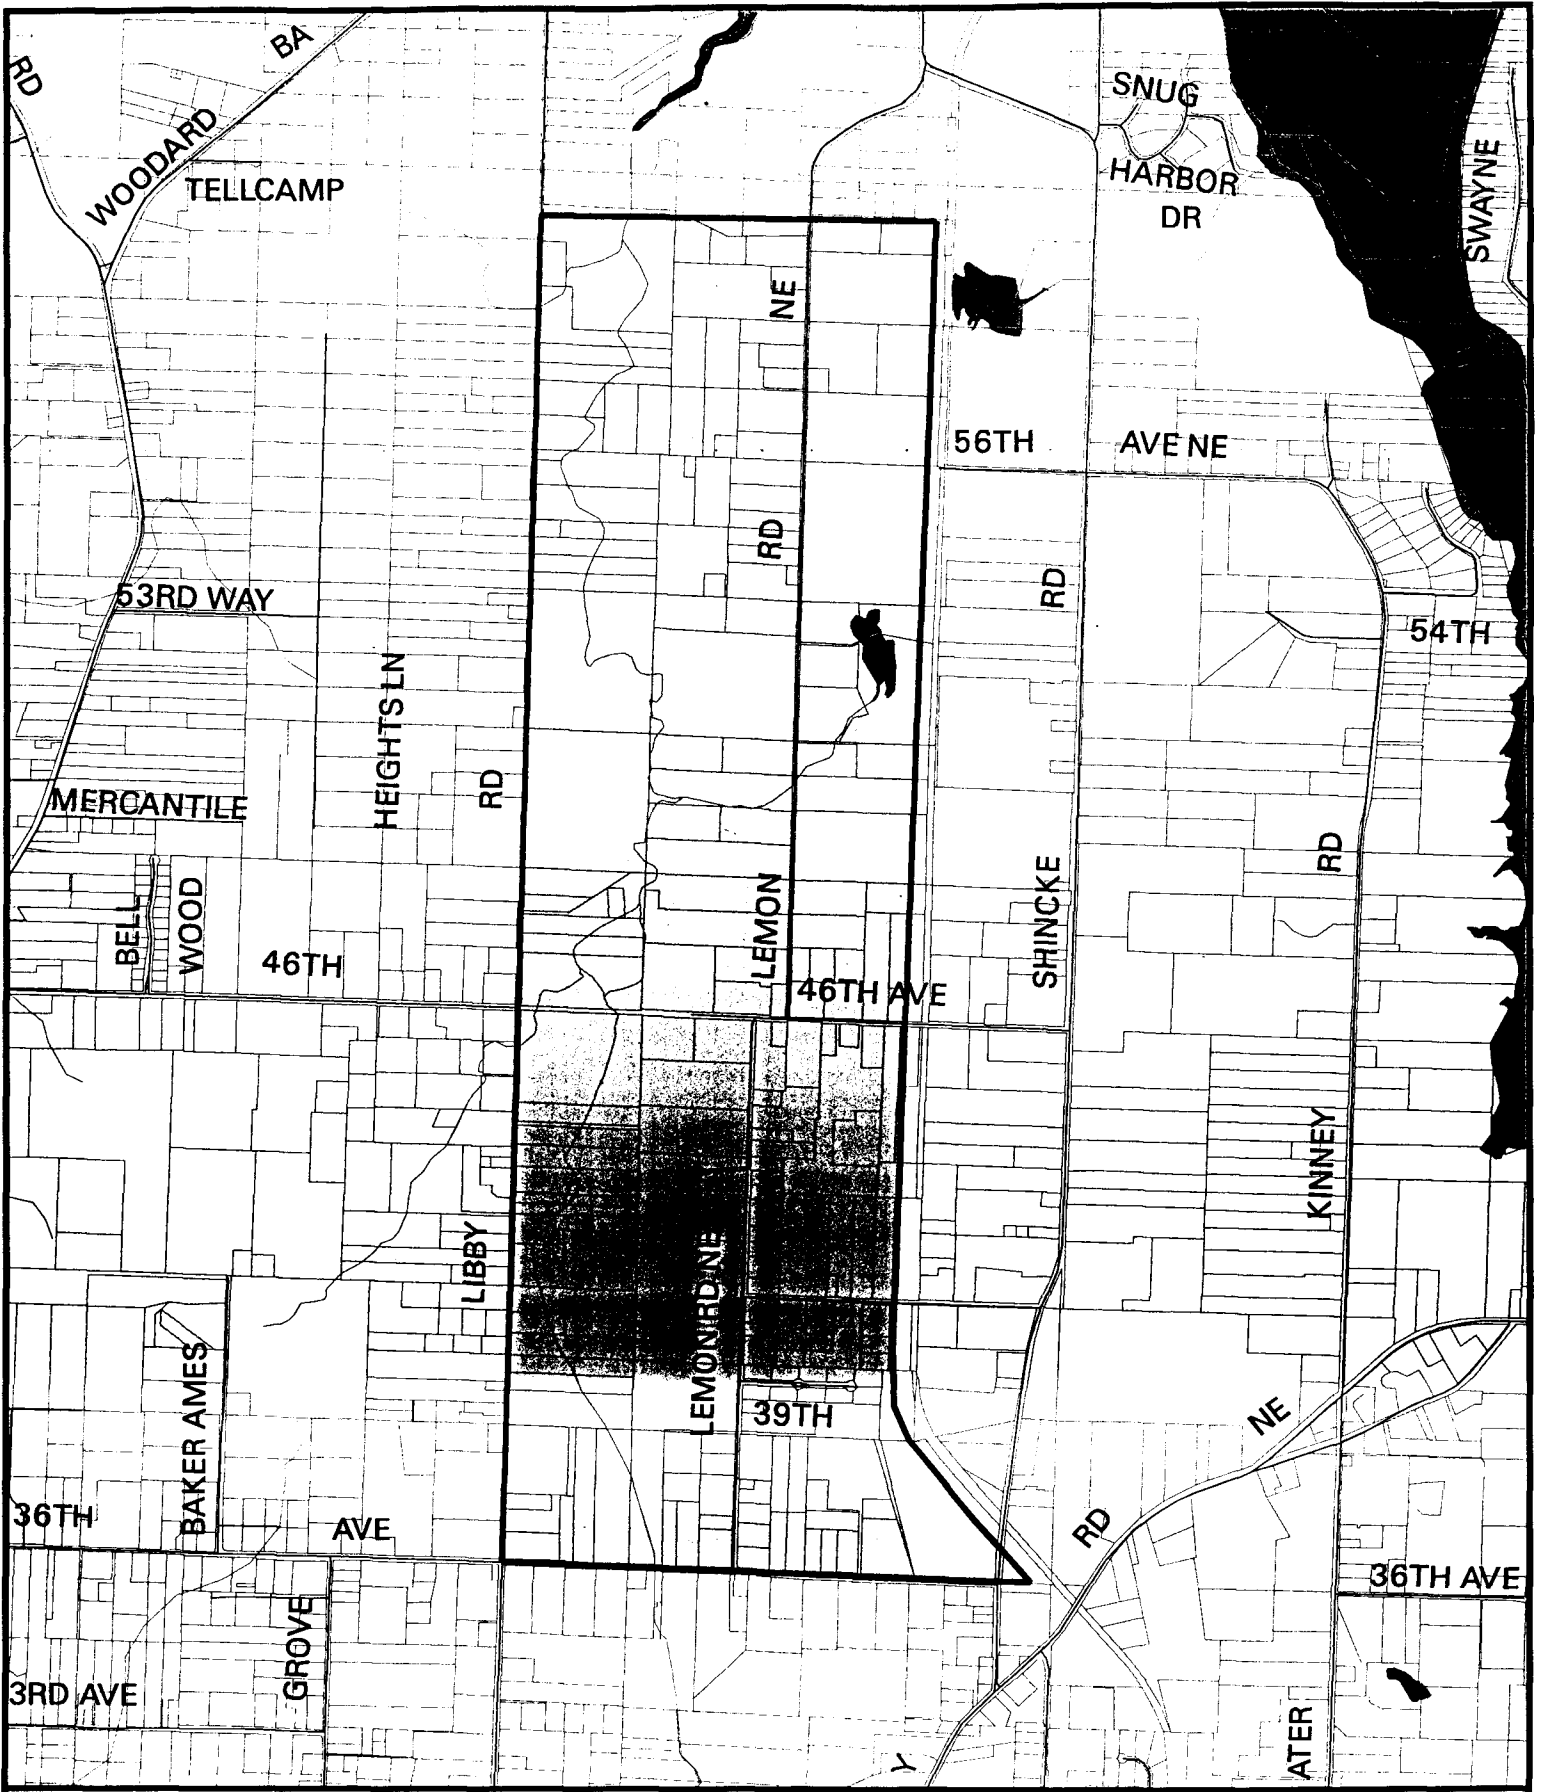 RD
BA
WOODARD
TELLCAMP
SNUG
HARBOR
DR
SWAYNE
NE
56TH
AVE NE
RD
RD
53RD WAY
54TH
HEIGHTS LN
RD
MERCANTILE
RD
BELL
WOOD
46TH
LEMON
46TH AVE
SHINCKE
KINNEY
LIBBY
LEMON RD NE
39TH
BAKER AMES
NE
36TH
AVE
RD
36TH AVE
GROVE
3RD AVE
Y
ATER